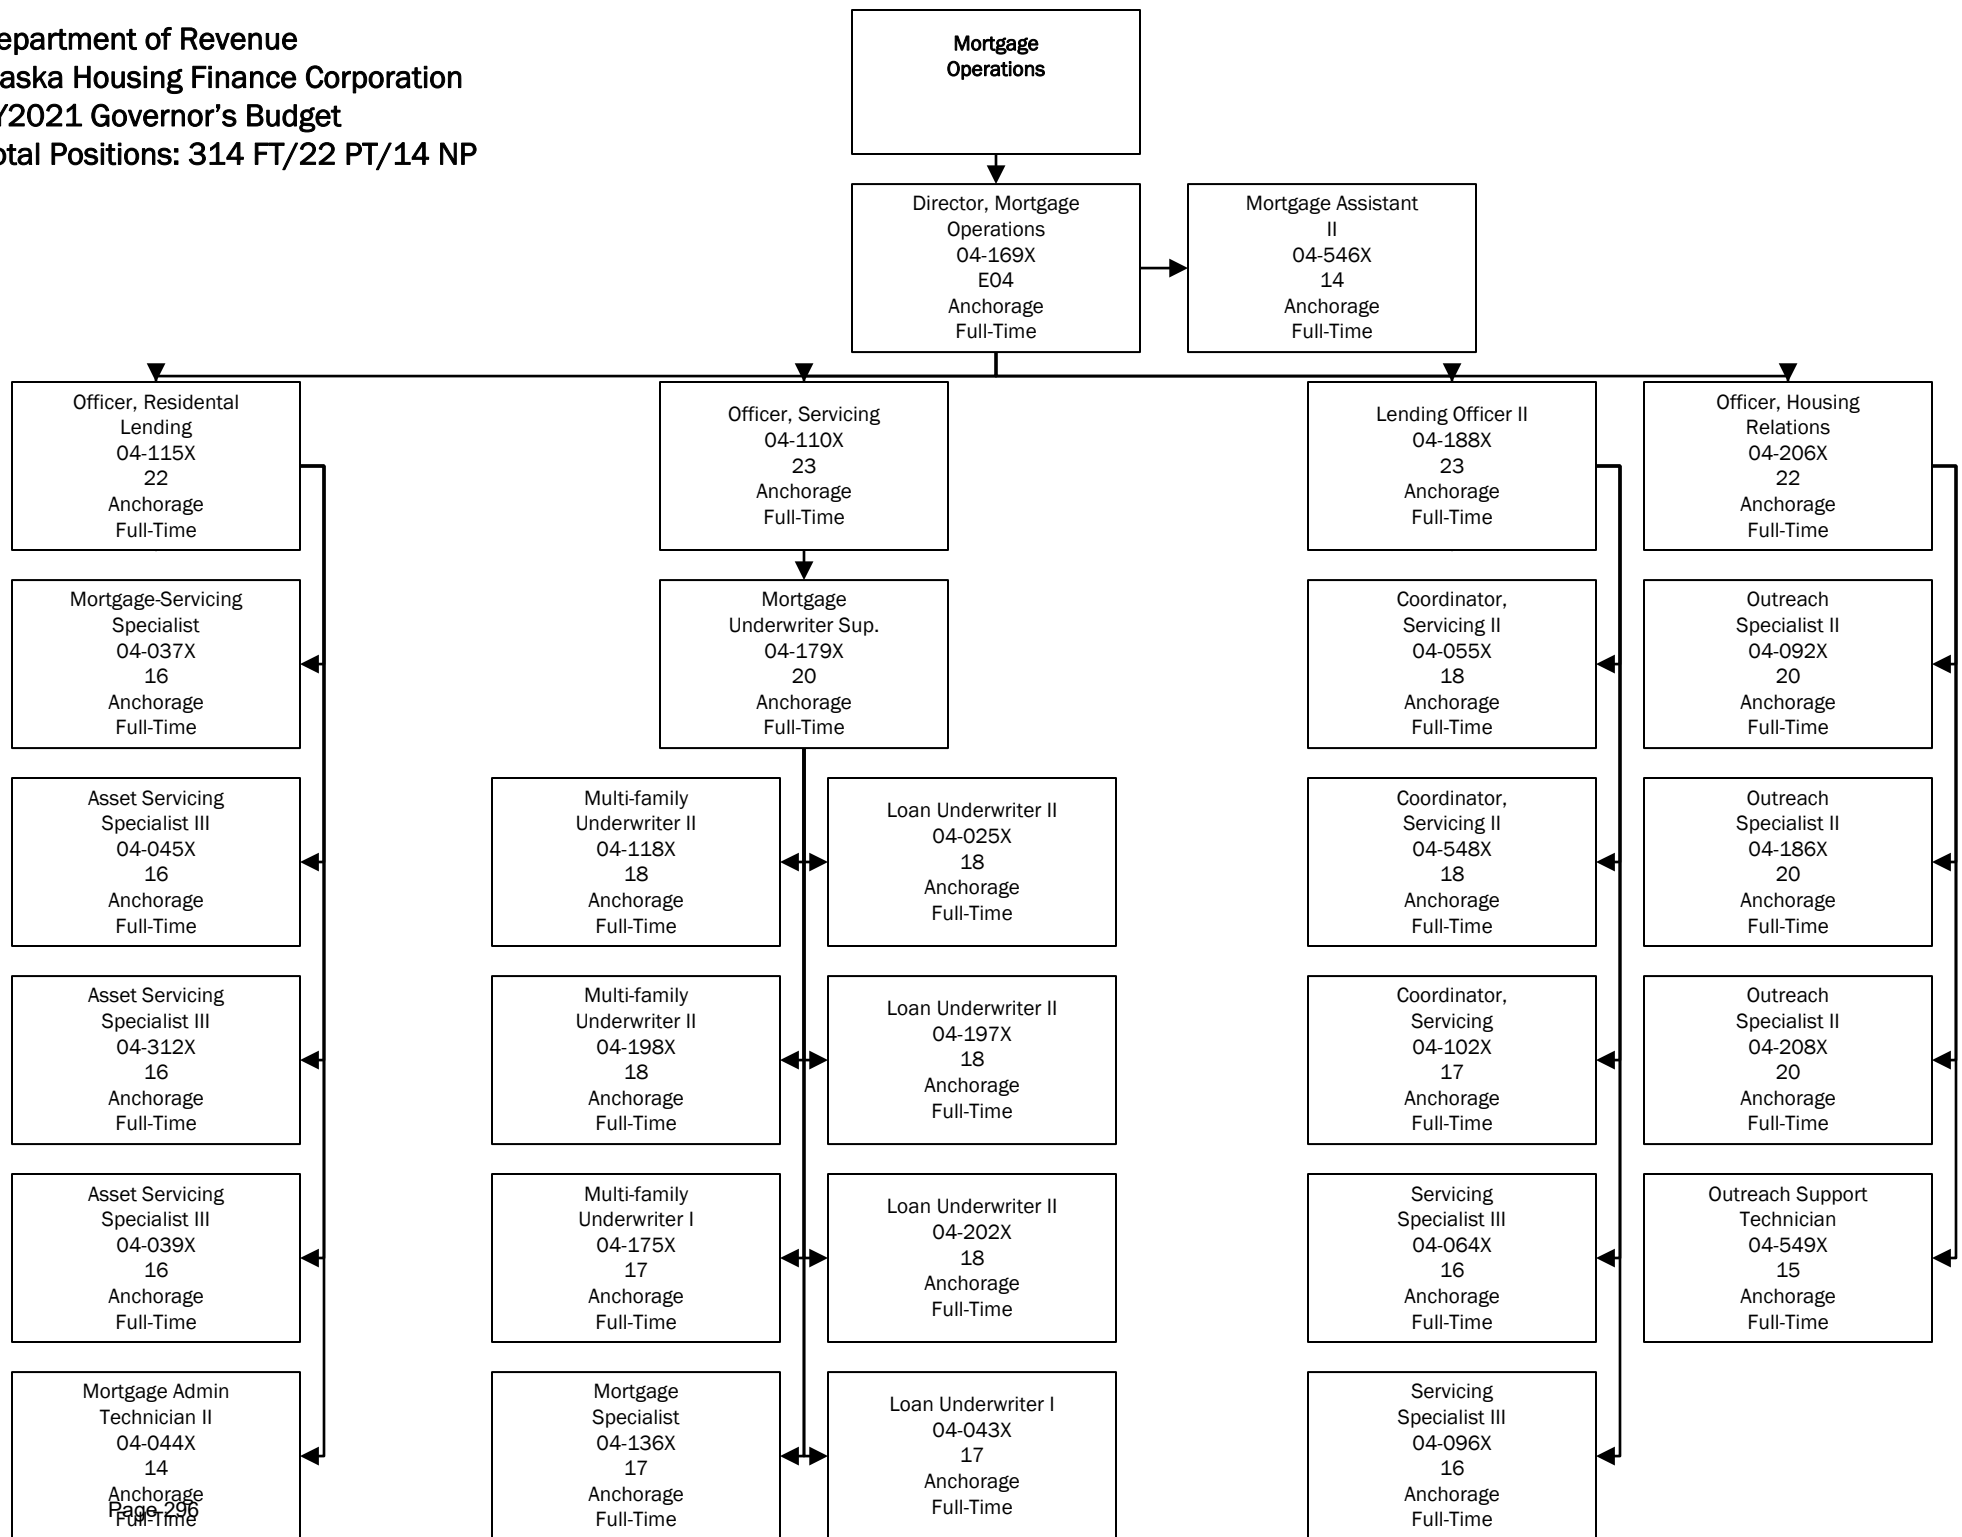 epartment of Revenue
aska Housing Finance Corporation
Y2021 Governor's Budget
otal Positions: 314 FT/22 PT/14 NP
Mortgage
Operations
Director, Mortgage
Operations
04-169X
E04
Anchorage
Full-Time
Mortgage Assistant
II
04-546X
14
Anchorage
Full-Time
Officer, Residental
Lending
04-115X
22
Anchorage
Full-Time
Officer, Servicing
04-110X
23
Anchorage
Full-Time
Lending Officer II
04-188X
23
Anchorage
Full-Time
Officer, Housing
Relations
04-206X
22
Anchorage
Full-Time
Mortgage-Servicing
Specialist
04-037X
16
Anchorage
Full-Time
Mortgage
Underwriter Sup.
04-179X
20
Anchorage
Full-Time
Coordinator,
Servicing II
04-055X
18
Anchorage
Full-Time
Outreach
Specialist II
04-092X
20
Anchorage
Full-Time
Asset Servicing
Specialist III
04-045X
16
Anchorage
Full-Time
Multi-family
Underwriter II
04-118X
18
Anchorage
Full-Time
Loan Underwriter II
04-025X
18
Anchorage
Full-Time
Coordinator,
Servicing II
04-548X
18
Anchorage
Full-Time
Outreach
Specialist II
04-186X
20
Anchorage
Full-Time
Asset Servicing
Specialist III
04-312X
16
Anchorage
Full-Time
Multi-family
Underwriter II
04-198X
18
Anchorage
Full-Time
Loan Underwriter II
04-197X
18
Anchorage
Full-Time
Coordinator,
Servicing
04-102X
17
Anchorage
Full-Time
Outreach
Specialist II
04-208X
20
Anchorage
Full-Time
Asset Servicing
Specialist III
04-039X
16
Anchorage
Full-Time
Multi-family
Underwriter I
04-175X
17
Anchorage
Full-Time
Loan Underwriter II
04-202X
18
Anchorage
Full-Time
Servicing
Specialist III
04-064X
16
Anchorage
Full-Time
Outreach Support
Technician
04-549X
15
Anchorage
Full-Time
Mortgage Admin
Technician II
04-044X
14
Anchorage
Full-Time
Page 296
Mortgage
Specialist
04-136X
17
Anchorage
Full-Time
Loan Underwriter I
04-043X
17
Anchorage
Full-Time
Servicing
Specialist III
04-096X
16
Anchorage
Full-Time